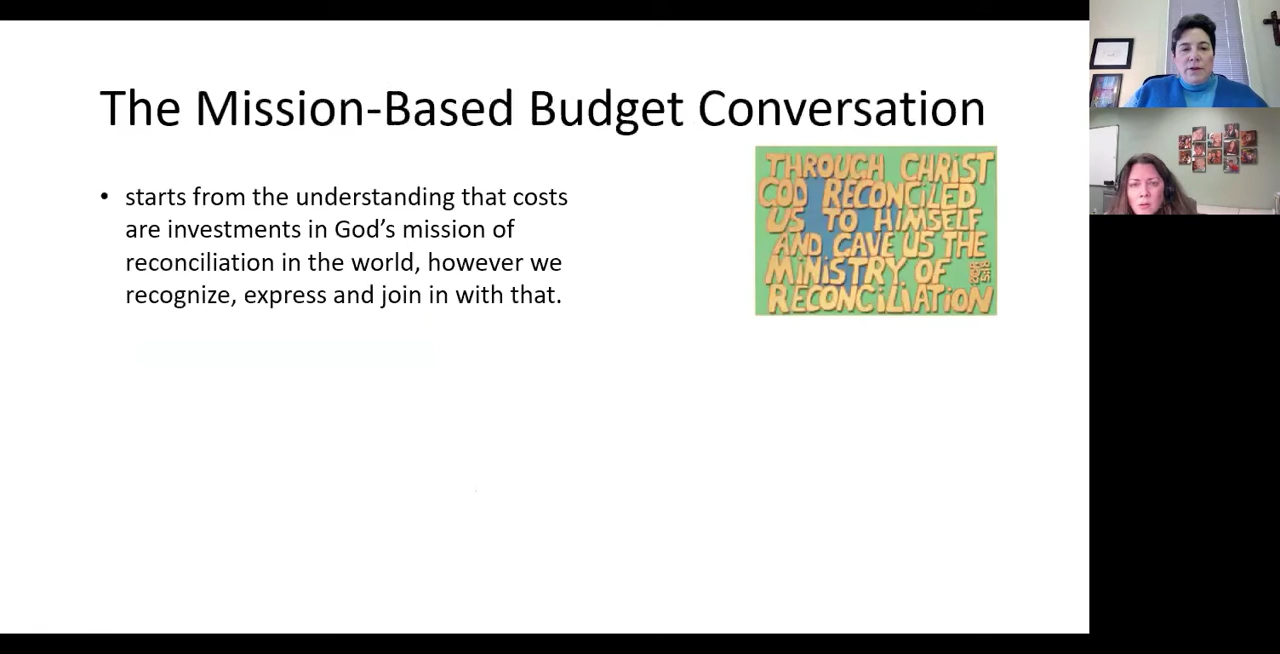 The Mission-Based Budget Conversation
• starts from the understanding that costs
are investments in God's mission of
reconciliation in the world, however we
recognize, express and join in with that.
THROUGH CHRIST
GOD RECONCILED
US TO HIMSELF
AND GAVE US THE
MINISTRY OF
RECONCILIATION